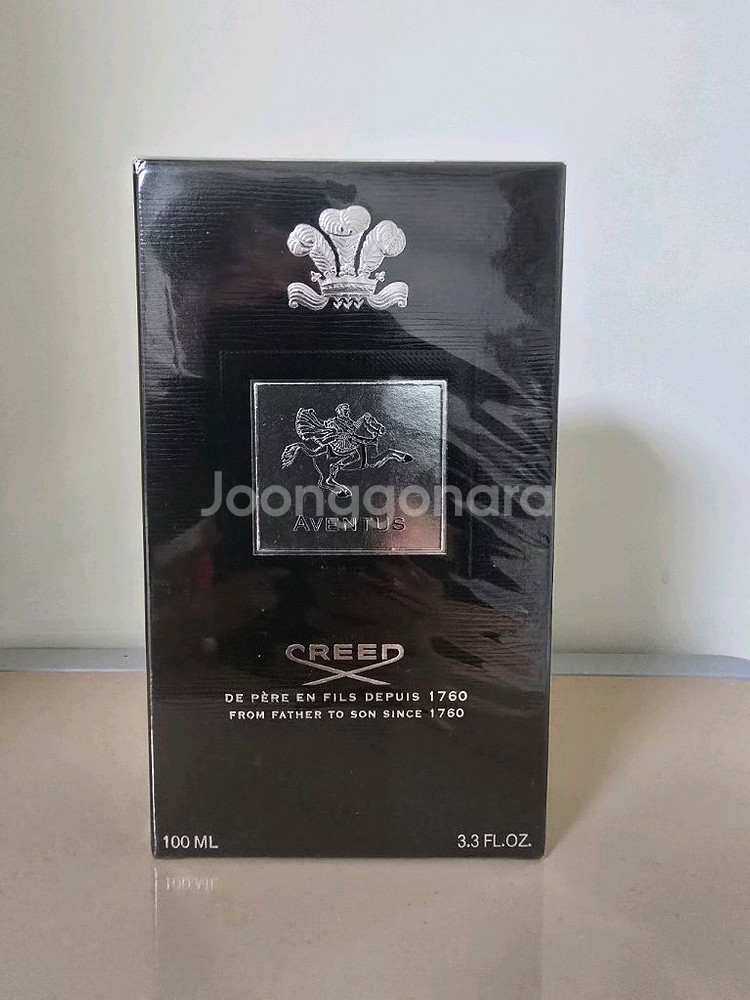 Joonggonara
AVENTUS
CREED
DE PÈRE EN FILS DEPUIS 1760
FROM FATHER TO SON SINCE 1760
100 ML
3.3 FL.OZ.